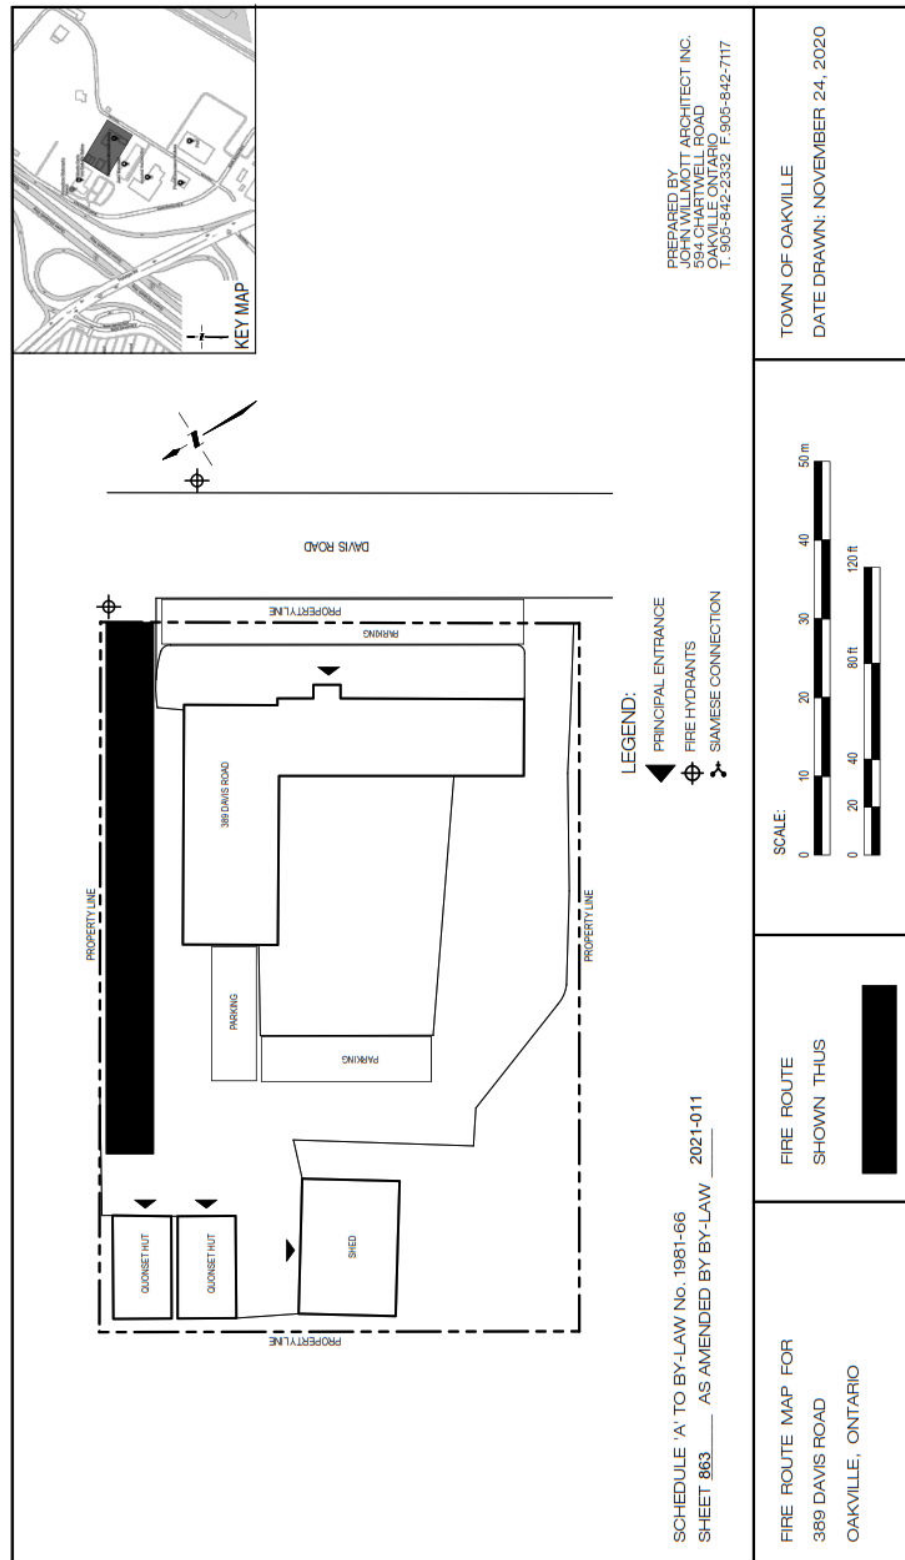 KEY MAP
DAVIS ROAD
PROPERTY LINE
PARKING
389 DAVIS ROAD
PROPERTY LINE
PARKING
PARKING
PROPERTY LINE
QUONSET HUT
QUONSET HUT
SHED
PROPERTY LINE
LEGEND:
PRINCIPAL ENTRANCE
FIRE HYDRANTS
SIAMESE CONNECTION
PREPARED BY
JOHN WILLMOTT ARCHITECT INC.
594 CHARTWELL ROAD
OAKVILLE ONTARIO
T. 905-842-2332 F.905-842-7117
SCHEDULE 'A' TO BY-LAW No. 1981-66
SHEET 863 AS AMENDED BY BY-LAW 2021-011
FIRE ROUTE MAP FOR
389 DAVIS ROAD
OAKVILLE, ONTARIO
FIRE ROUTE
SHOWN THUS
SCALE:
0 10 20 30 40 50 m
0 20 40 80 ft 120 ft
TOWN OF OAKVILLE
DATE DRAWN: NOVEMBER 24, 2020